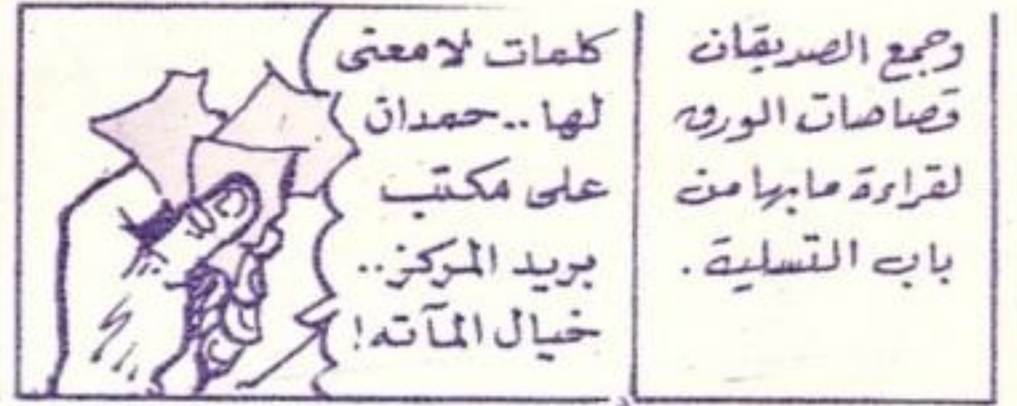 وجمع الصديقان
قصاصات الورق
لقراءة ما بها من
باب التسلية .
كلمات لا معنى
لها .. حمدان
على مكتب
بريد المركز ..
خيال المآته !